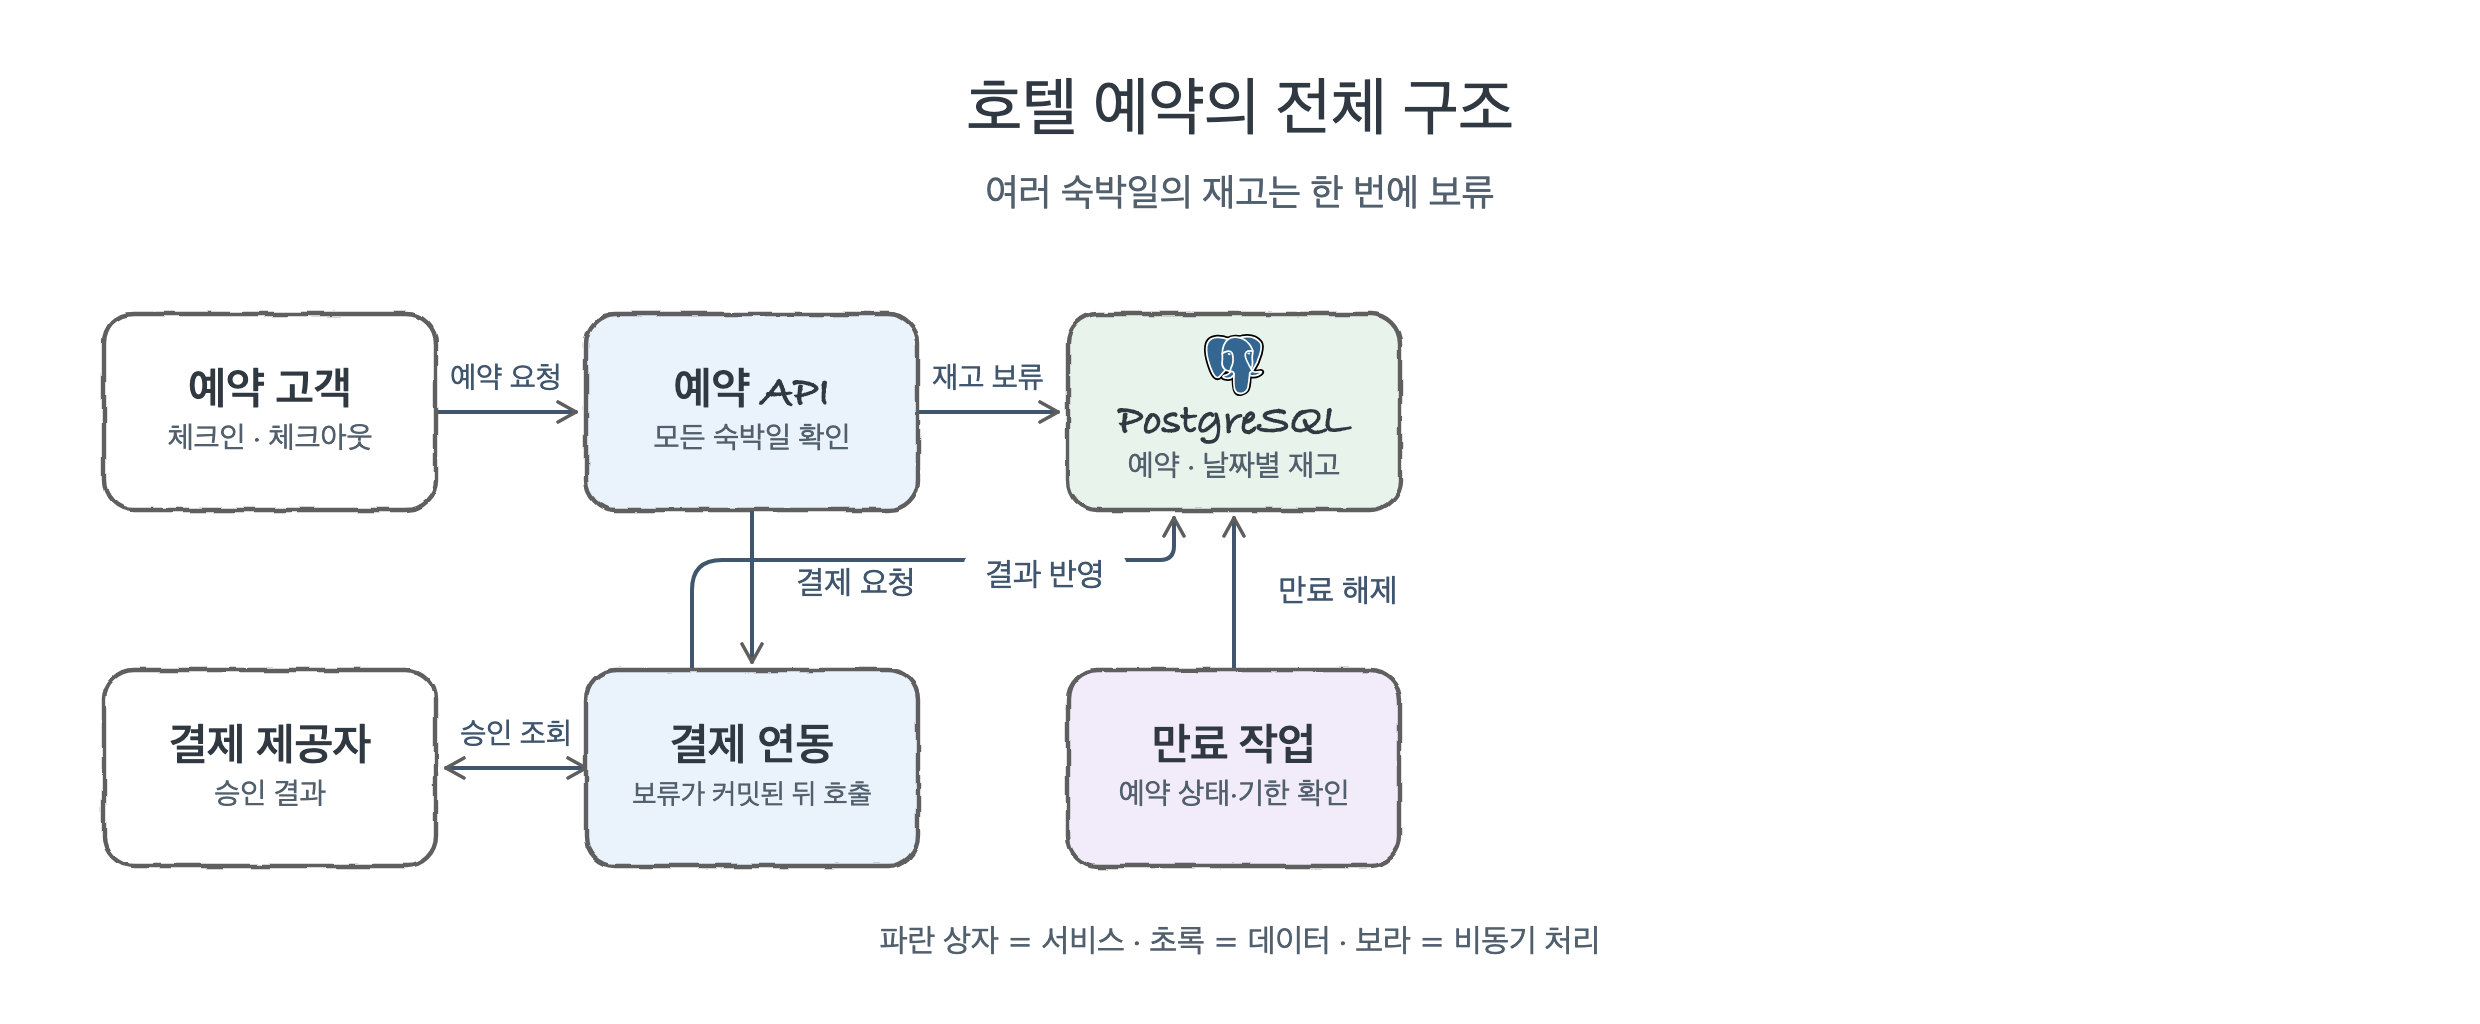 호텔 예약의 전체 구조
여러 숙박일의 재고는 한 번에 보류
예약 고객
체크인 · 체크아웃
예약 요청
예약 API
모든 숙박일 확인
재고 보류
PostgreSQL
예약 · 날짜별 재고
결제 요청
결과 반영
만료 해제
결제 제공자
승인 결과
승인 조회
결제 연동
보류가 커밋된 뒤 호출
만료 작업
예약 상태·기한 확인
파란 상자 = 서비스 · 초록 = 데이터 · 보라 = 비동기 처리